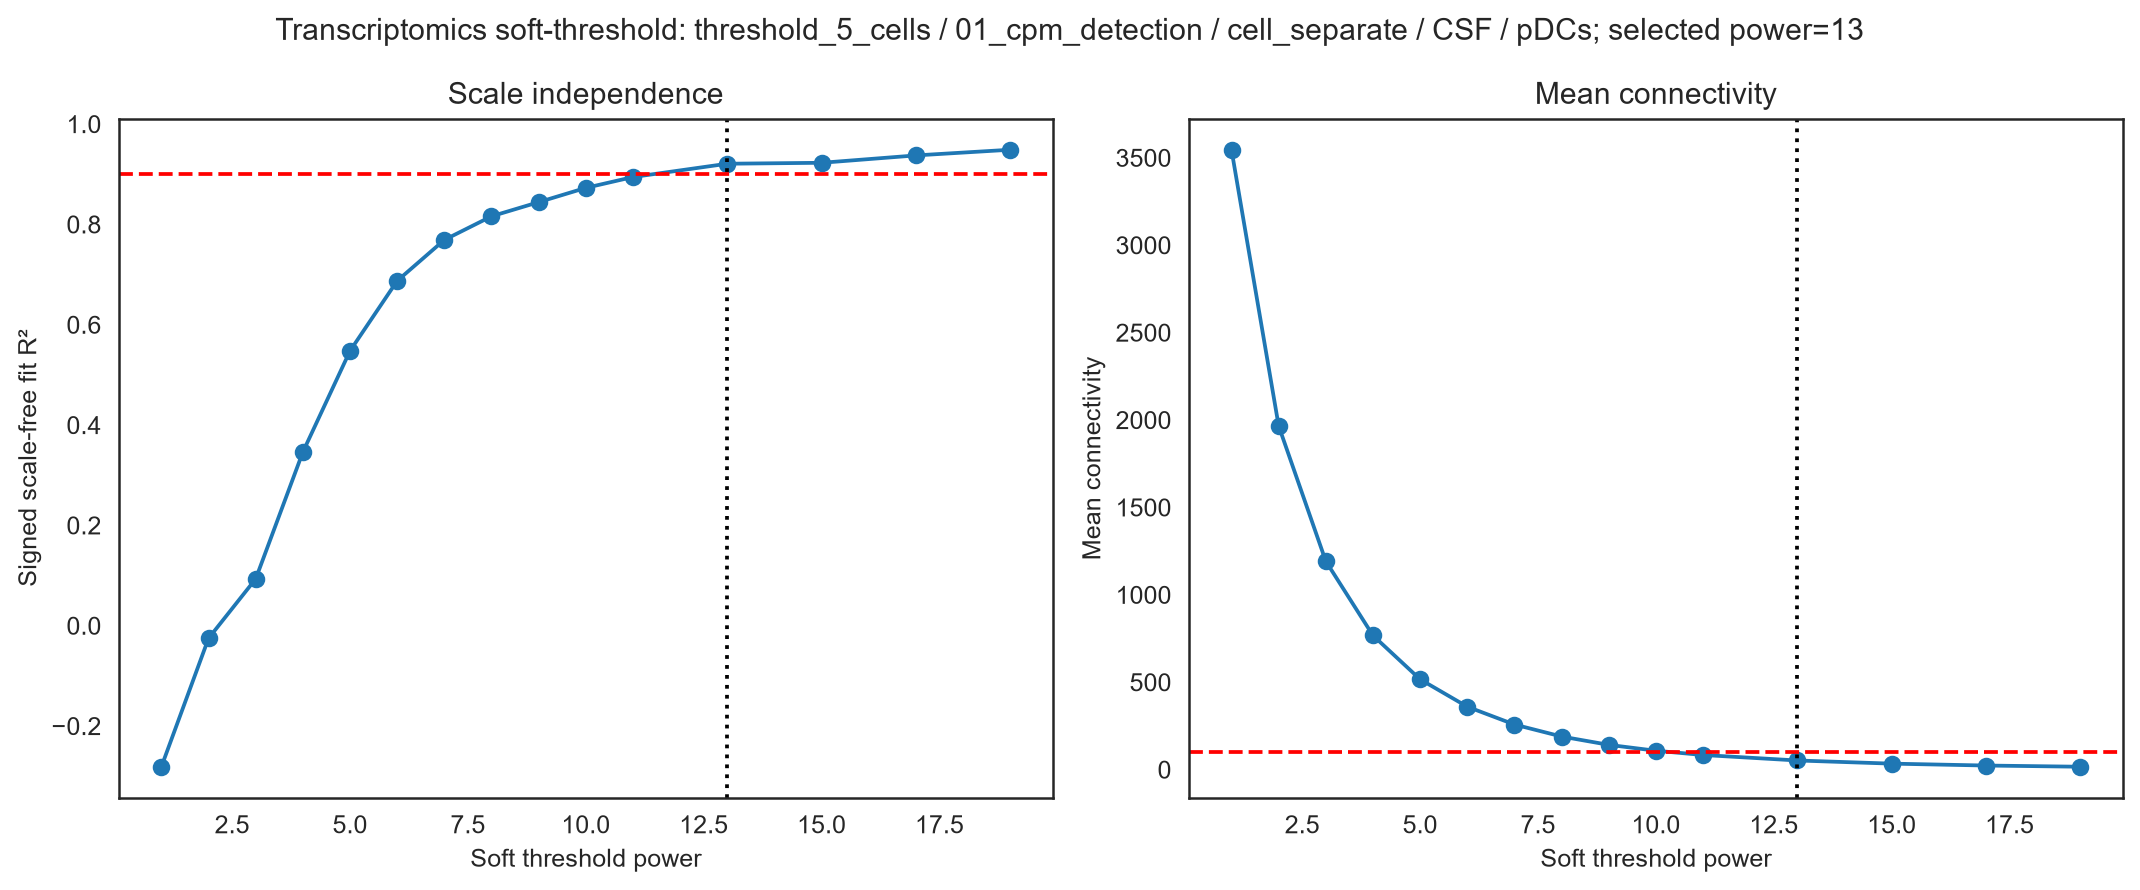 Transcriptomics soft-threshold: threshold_5_cells / 01_cpm_detection / cell_separate / CSF / pDCs; selected power=13
Scale independence
Signed scale-free fit R²
1.0
0.8
0.6
0.4
0.2
0.0
−0.2
2.5 5.0 7.5 10.0 12.5 15.0 17.5
Soft threshold power
Mean connectivity
Mean connectivity
3500
3000
2500
2000
1500
1000
500
0
2.5 5.0 7.5 10.0 12.5 15.0 17.5
Soft threshold power